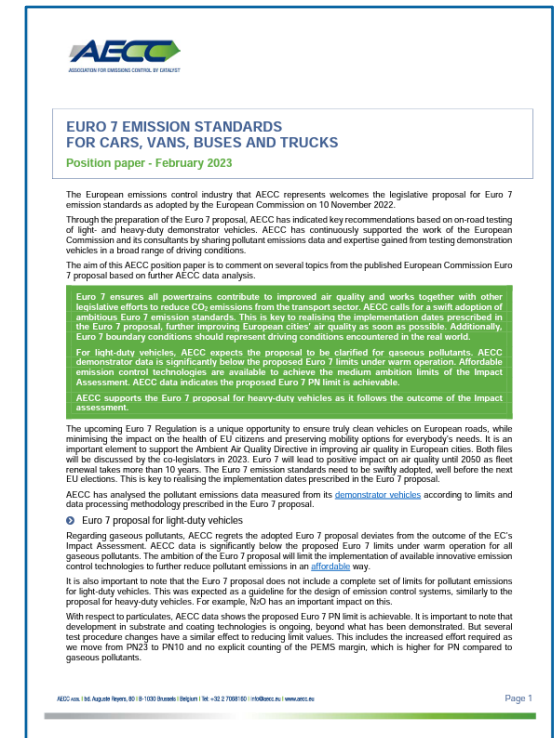 AECC
ASSOCIATION FOR EMISSIONS CONTROL BY CATALYST
EURO 7 EMISSION STANDARDS
FOR CARS, VANS, BUSES AND TRUCKS
Position paper - February 2023
The European emissions control industry that AECC represents welcomes the legislative proposal for Euro 7
emission standards as adopted by the European Commission on 10 November 2022.
Through the preparation of the Euro 7 proposal, AECC has indicated key recommendations based on on-road testing
of light- and heavy-duty demonstrator vehicles. AECC has continuously supported the work of the European
Commission and its consultants by sharing pollutant emissions data and expertise gained from testing demonstration
vehicles in a broad range of driving conditions.
The aim of this AECC position paper is to comment on several topics from the published European Commission Euro
7 proposal based on further AECC data analysis.
Euro 7 ensures all powertrains contribute to improved air quality and works together with other
legislative efforts to reduce CO₂ emissions from the transport sector. AECC calls for a swift adoption of
ambitious Euro 7 emission standards. This is key to realising the implementation dates prescribed in
the Euro 7 proposal, further improving European cities' air quality as soon as possible. Additionally,
Euro 7 boundary conditions should represent driving conditions encountered in the real world.
For light-duty vehicles, AECC expects the proposal to be clarified for gaseous pollutants. AECC
demonstrator data is significantly below the proposed Euro 7 limits under warm operation. Affordable
emission control technologies are available to achieve the medium ambition limits of the Impact
Assessment. AECC data indicates the proposed Euro 7 PN limit is achievable.
AECC supports the Euro 7 proposal for heavy-duty vehicles as it follows the outcome of the Impact
assessment.
The upcoming Euro 7 Regulation is a unique opportunity to ensure truly clean vehicles on European roads, while
minimising the impact on the health of EU citizens and preserving mobility options for everybody's needs. It is an
important element to support the Ambient Air Quality Directive in improving air quality in European cities. Both files
will be discussed by the co-legislators in 2023. Euro 7 will lead to positive impact on air quality until 2050 as fleet
renewal takes more than 10 years. The Euro 7 emission standards need to be swiftly adopted, well before the next
EU elections. This is key to realising the implementation dates prescribed in the Euro 7 proposal.
AECC has analysed the pollutant emissions data measured from its demonstrator vehicles according to limits and
data processing methodology prescribed in the Euro 7 proposal.
Euro 7 proposal for light-duty vehicles
Regarding gaseous pollutants, AECC regrets the adopted Euro 7 proposal deviates from the outcome of the EC's
Impact Assessment. AECC data is significantly below the proposed Euro 7 limits under warm operation for all
gaseous pollutants. The ambition of the Euro 7 proposal will limit the implementation of available innovative emission
control technologies to further reduce pollutant emissions in an affordable way.
It is also important to note that the Euro 7 proposal does not include a complete set of limits for pollutant emissions
for light-duty vehicles. This was expected as a guideline for the design of emission control systems, similarly to the
proposal for heavy-duty vehicles. For example, N₂O has an important impact on this.
With respect to particulates, AECC data shows the proposed Euro 7 PN limit is achievable. It is important to note that
development in substrate and coating technologies is ongoing, beyond what has been demonstrated. But several
test procedure changes have a similar effect to reducing limit values. This includes the increased effort required as
we move from PN23 to PN10 and no explicit counting of the PEMS margin, which is higher for PN compared to
gaseous pollutants.
AECC AISBL | bd. Auguste Reyers, 80 | B-1030 Brussels | Belgium | Tel: +32 2 7068160 | info@aecc.eu | www.aecc.eu Page 1